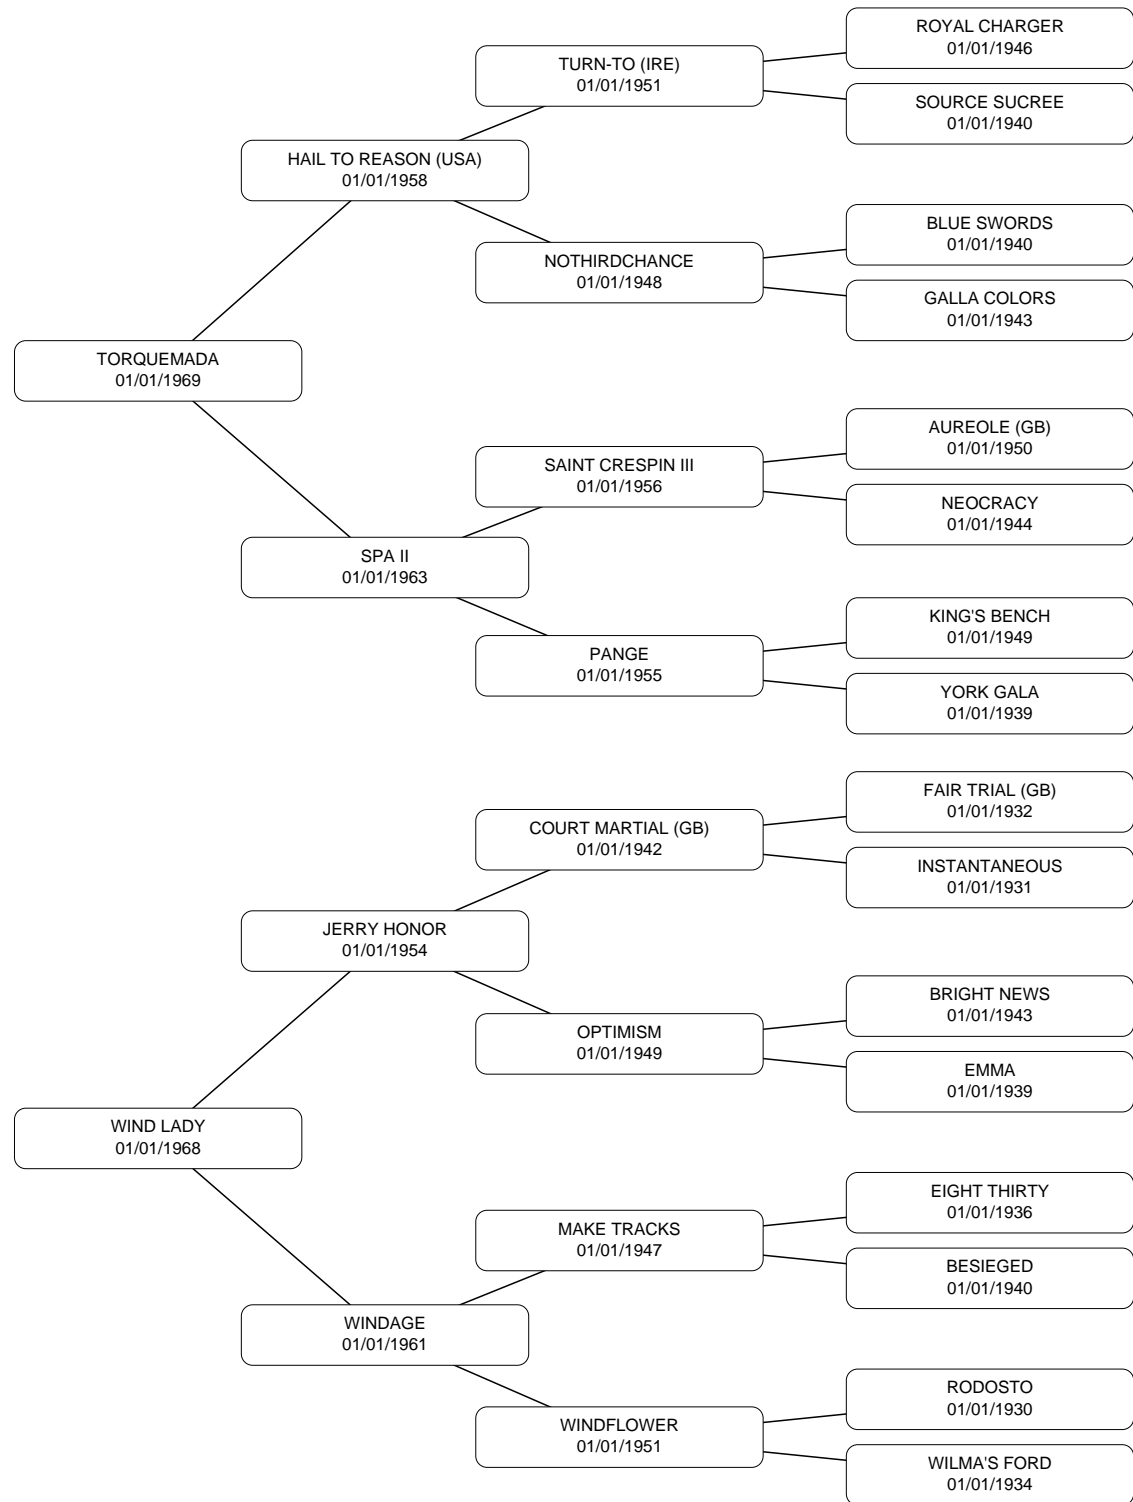 ROYAL CHARGER
01/01/1946
TURN-TO (IRE)
01/01/1951
SOURCE SUCREE
01/01/1940
HAIL TO REASON (USA)
01/01/1958
BLUE SWORDS
01/01/1940
NOTHIRDCHANCE
01/01/1948
GALLA COLORS
01/01/1943
TORQUEMADA
01/01/1969
AUREOLE (GB)
01/01/1950
SAINT CRESPIN III
01/01/1956
NEOCRACY
01/01/1944
SPA II
01/01/1963
KING'S BENCH
01/01/1949
PANGE
01/01/1955
YORK GALA
01/01/1939
FAIR TRIAL (GB)
01/01/1932
COURT MARTIAL (GB)
01/01/1942
INSTANTANEOUS
01/01/1931
JERRY HONOR
01/01/1954
BRIGHT NEWS
01/01/1943
OPTIMISM
01/01/1949
EMMA
01/01/1939
WIND LADY
01/01/1968
EIGHT THIRTY
01/01/1936
MAKE TRACKS
01/01/1947
BESIEGED
01/01/1940
WINDAGE
01/01/1961
RODOSTO
01/01/1930
WINDFLOWER
01/01/1951
WILMA'S FORD
01/01/1934